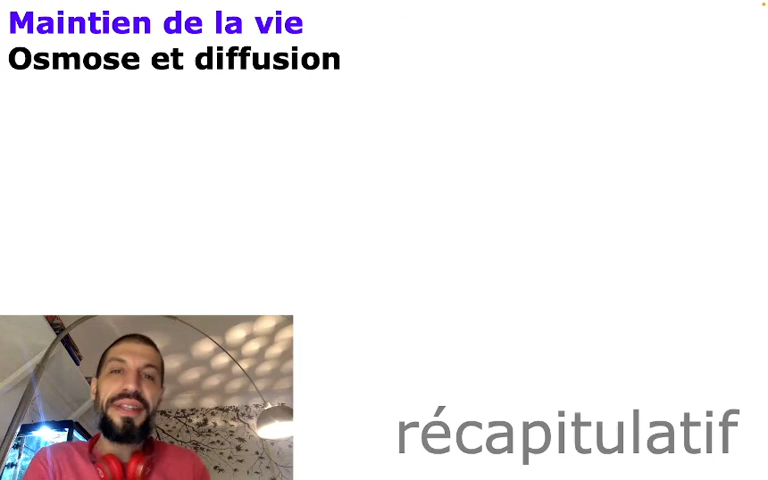 Maintien de la vie
Osmose et diffusion
récapitulatif